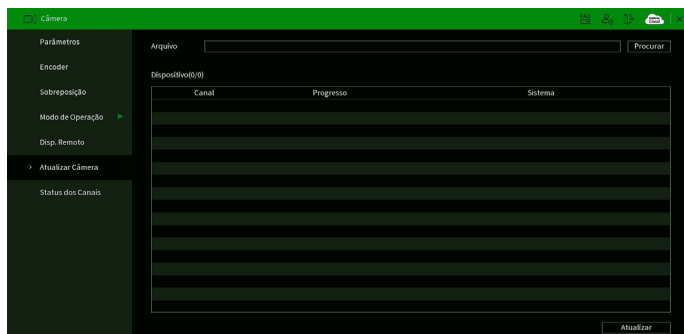 Câmera
Parâmetros
Encoder
Sobreposição
Modo de Operação
Disp. Remoto
Atualizar Câmera
Status dos Canais
Arquivo
Procurar
Dispositivo(0/0)
Canal Progresso Sistema
Atualizar